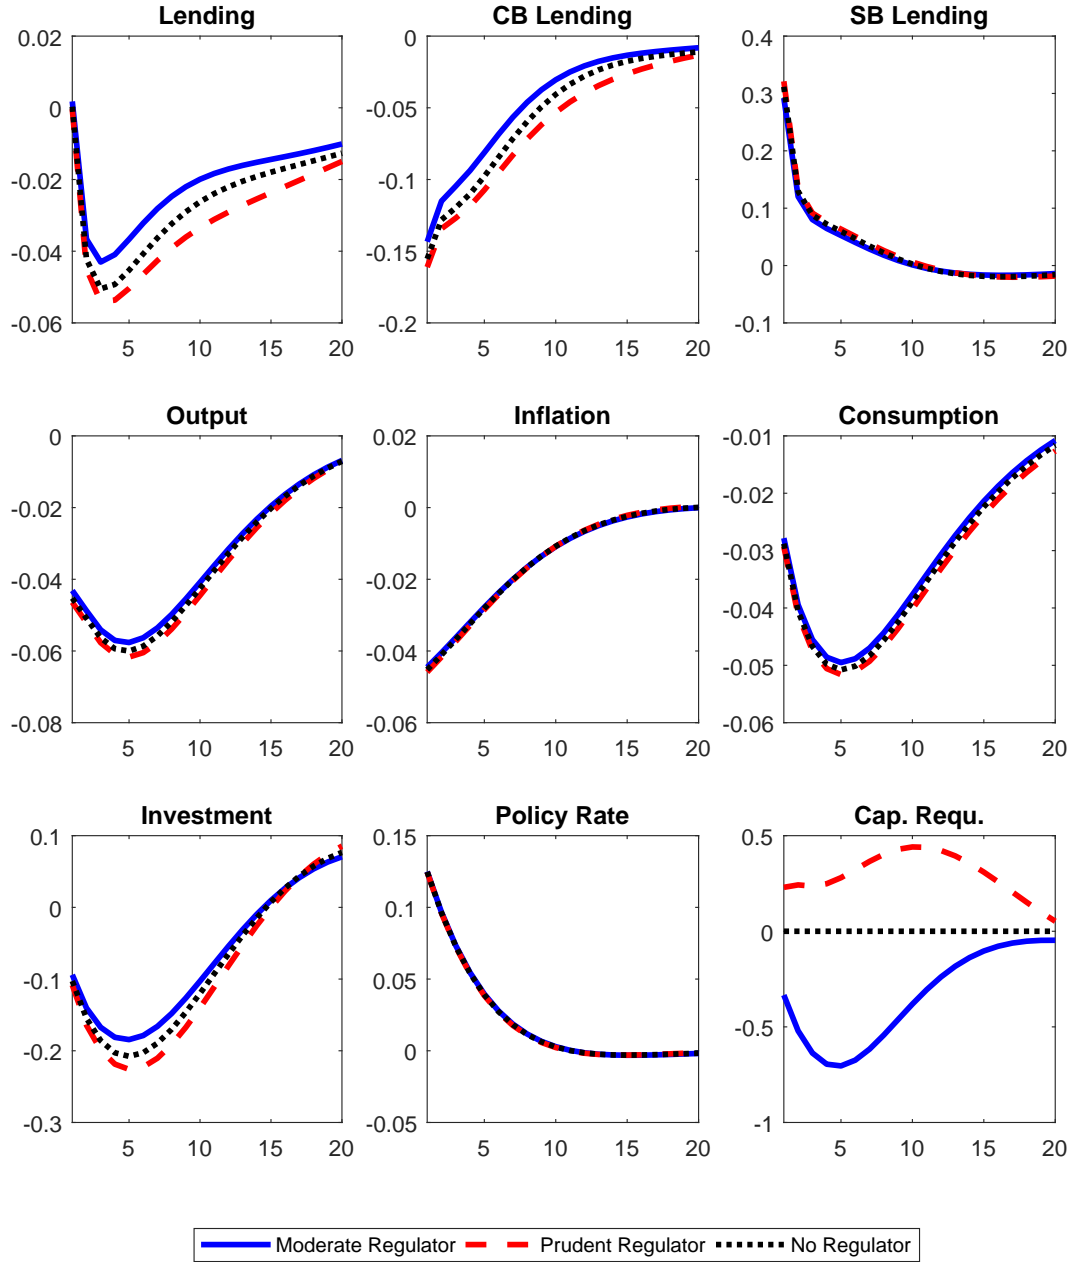 Lending
CB Lending
SB Lending
0.02
0
-0.02
-0.04
-0.06
5 10 15 20
0
-0.05
-0.1
-0.15
-0.2
5 10 15 20
0.4
0.3
0.2
0.1
0
-0.1
5 10 15 20
Output
Inflation
Consumption
0
-0.02
-0.04
-0.06
-0.08
5 10 15 20
0.02
0
-0.02
-0.04
-0.06
5 10 15 20
-0.01
-0.02
-0.03
-0.04
-0.05
-0.06
5 10 15 20
Investment
Policy Rate
Cap. Requ.
0.1
0
-0.1
-0.2
-0.3
5 10 15 20
0.15
0.1
0.05
0
-0.05
5 10 15 20
0.5
0
-0.5
-1
5 10 15 20
Moderate Regulator Prudent Regulator No Regulator